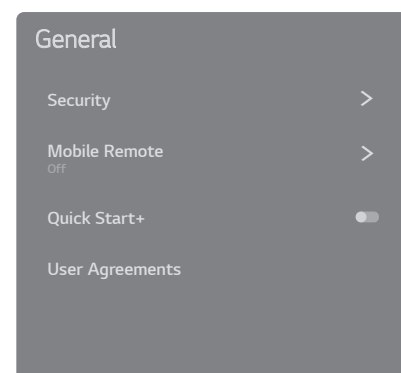 General
Security
Mobile Remote
Off
Quick Start+
User Agreements